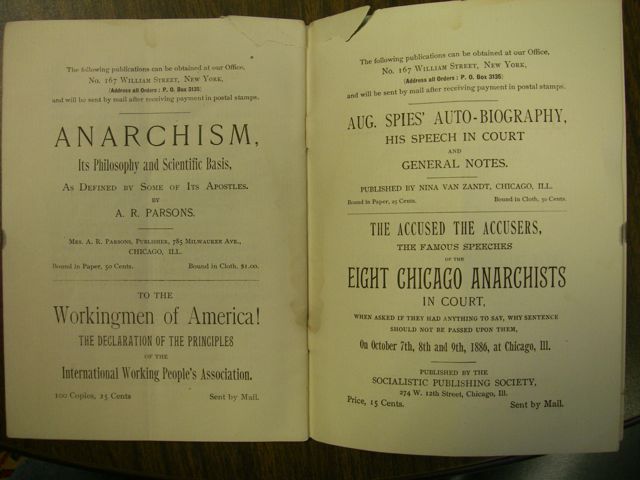 The following publications can be obtained at our Office,
No. 167 William Street, New York,
(Address all Orders: P. O. Box 3135)
and will be sent by mail after receiving payment in postal stamps.
ANARCHISM,
Its Philosophy and Scientific Basis,
As Defined by Some of Its Apostles.
BY
A. R. PARSONS.
Mrs. A. R. Parsons, Publisher, 785 Milwaukee Ave.,
CHICAGO, ILL.
Bound in Paper, 50 Cents. Bound in Cloth, $1.00.
TO THE
Workingmen of America!
THE DECLARATION OF THE PRINCIPLES
OF THE
International Working People's Association.
100 Copies, 25 Cents Sent by Mail.
The following publications can be obtained at our Office,
No. 167 William Street, New York,
(Address all Orders: P. O. Box 3135)
and will be sent by mail after receiving payment in postal stamps.
AUG. SPIES' AUTO-BIOGRAPHY,
HIS SPEECH IN COURT
AND
GENERAL NOTES.
PUBLISHED BY NINA VAN ZANDT, CHICAGO, ILL.
Bound in Paper, 25 Cents. Bound in Cloth, 50 Cents.
THE ACCUSED THE ACCUSERS,
THE FAMOUS SPEECHES
OF THE
EIGHT CHICAGO ANARCHISTS
IN COURT,
WHEN ASKED IF THEY HAD ANYTHING TO SAY, WHY SENTENCE
SHOULD NOT BE PASSED UPON THEM,
On October 7th, 8th and 9th, 1886, at Chicago, Ill.
PUBLISHED BY THE
SOCIALISTIC PUBLISHING SOCIETY,
274 W. 12th Street, Chicago, Ill.
Price, 15 Cents. Sent by Mail.